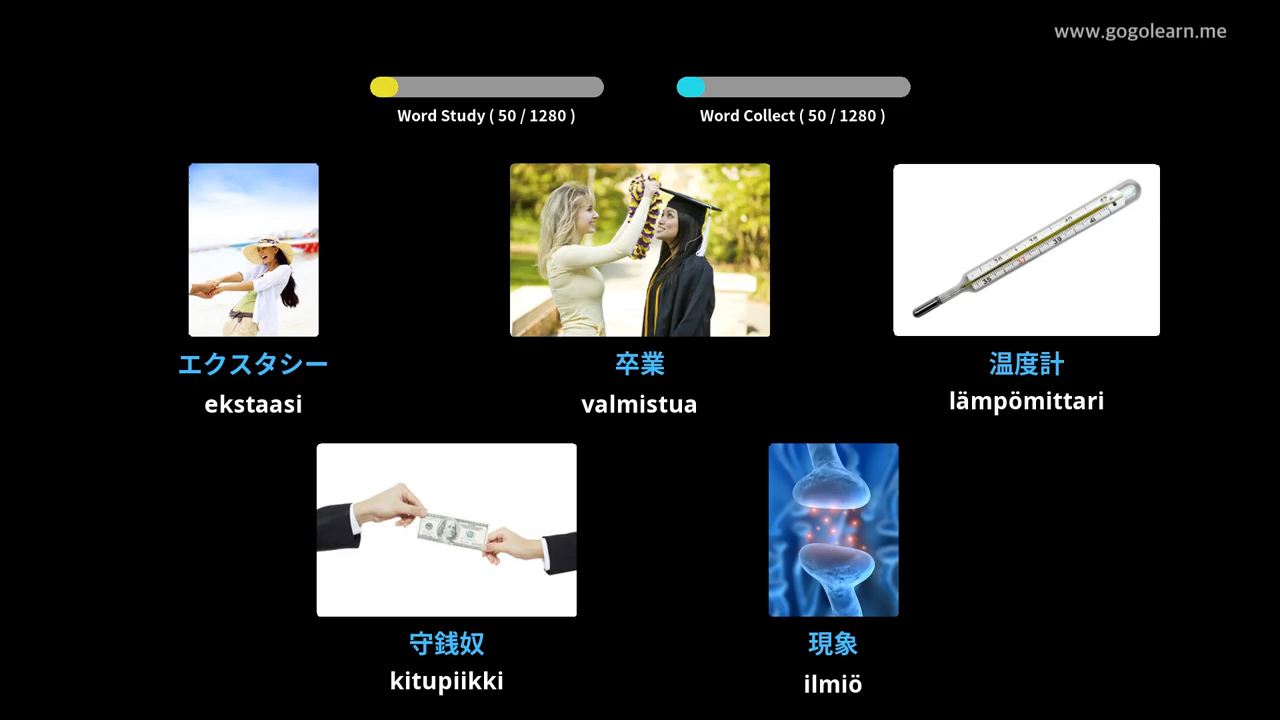 www.gogolearn.me
Word Study ( 50 / 1280 )
Word Collect ( 50 / 1280 )
エクスタシー
卒業
温度計
ekstaasi
valmistua
lämpömittari
守銭奴
現象
kitupiikki
ilmiö